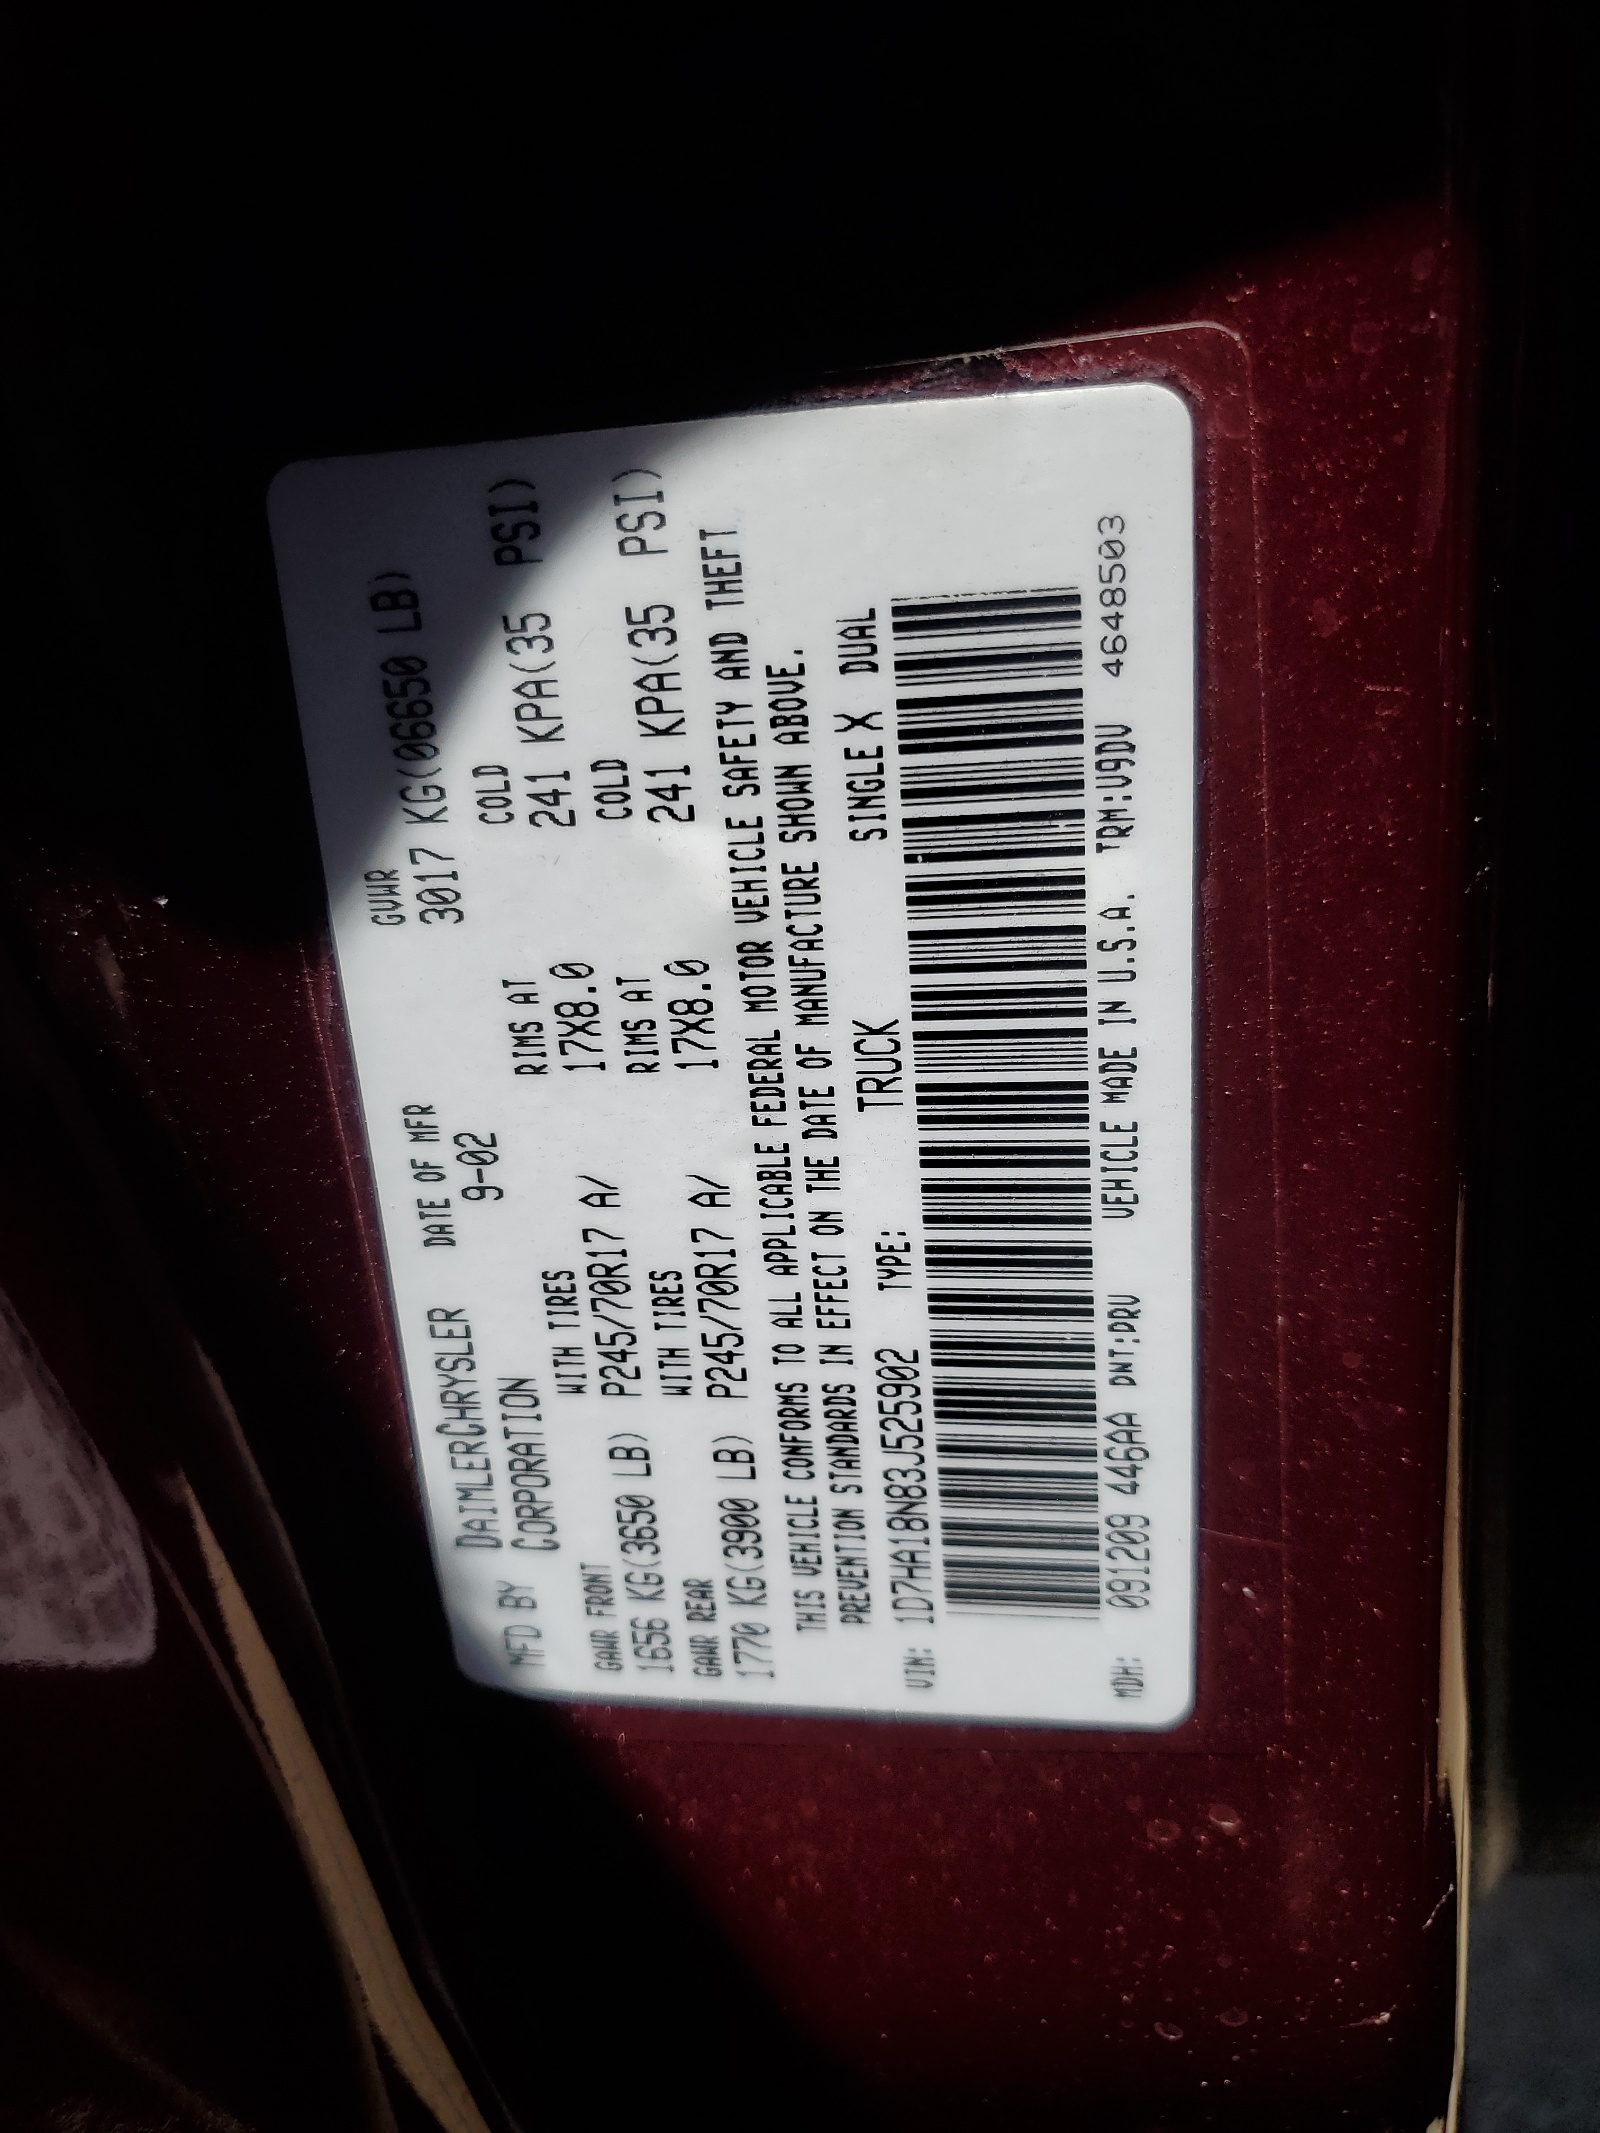 MFD BY DAIMLERCHRYSLER CORPORATION DATE OF MFR 9-02 GVWR 3017 KG(06650 LB)
GAWR FRONT WITH TIRES RIMS AT COLD
1656 KG(3650 LB) P245/70R17 A/ 17X8.0 241 KPA(35 PSI)
GAWR REAR WITH TIRES RIMS AT COLD
1770 KG(3900 LB) P245/70R17 A/ 17X8.0 241 KPA(35 PSI)
THIS VEHICLE CONFORMS TO ALL APPLICABLE FEDERAL MOTOR VEHICLE SAFETY AND THEFT
PREVENTION STANDARDS IN EFFECT ON THE DATE OF MANUFACTURE SHOWN ABOVE.
VIN: 1D7HA18N83J525902 TYPE: TRUCK SINGLE X DUAL
MDH: 091209 446AA PNT:PRV VEHICLE MADE IN U.S.A. TRM:V9DV 4648503